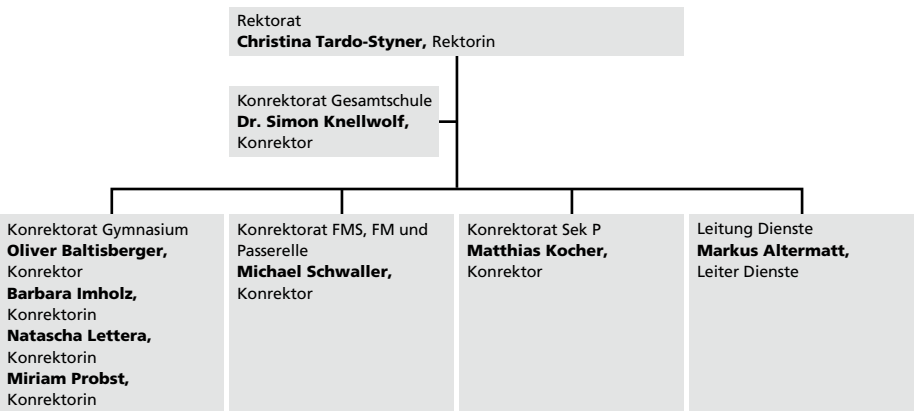 Rektorat
Christina Tardo-Styner, Rektorin
Konrektorat Gesamtschule
Dr. Simon Knellwolf,
Konrektor
Konrektorat Gymnasium
Oliver Baltisberger,
Konrektor
Barbara Imholz,
Konrektorin
Natascha Lettera,
Konrektorin
Miriam Probst,
Konrektorin
Konrektorat FMS, FM und
Passerelle
Michael Schwaller,
Konrektor
Konrektorat Sek P
Matthias Kocher,
Konrektor
Leitung Dienste
Markus Altermatt,
Leiter Dienste